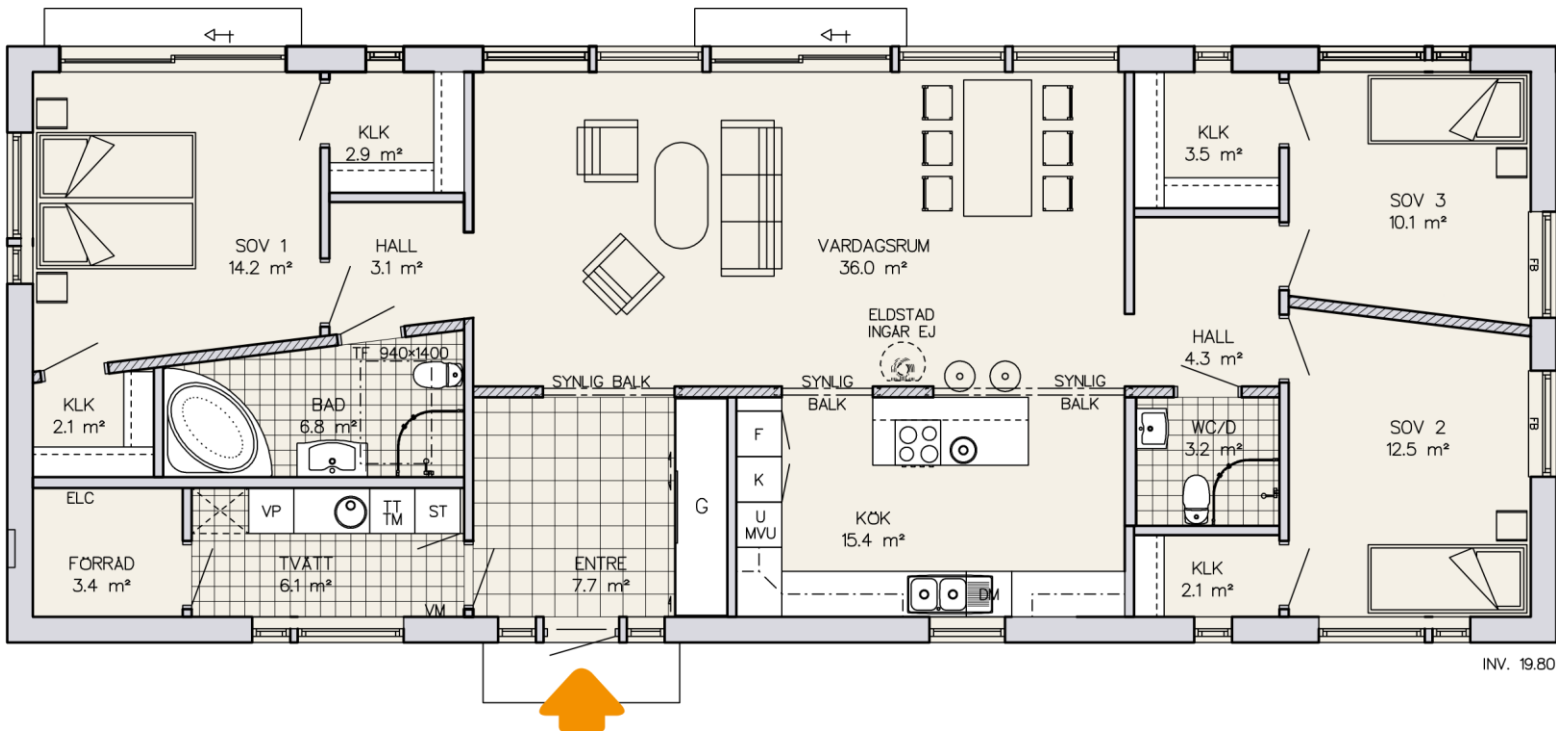 KLK
2.9 m²
KLK
3.5 m²
SOV 3
10.1 m²
SOV 1
14.2 m²
HALL
3.1 m²
VARDAGSRUM
36.0 m²
FB
ELDSTAD
INGÅR EJ
HALL
4.3 m²
TF 940×1400
SYNLIG BALK
SYNLIG
BALK
SYNLIG
BALK
KLK
2.1 m²
BAD
6.8 m²
F
K
U
MVU
WC/D
3.2 m²
SOV 2
12.5 m²
FB
ELC
VP
TT
TM
ST
G
KÖK
15.4 m²
FÖRRÅD
3.4 m²
TVÄTT
6.1 m²
ENTRE
7.7 m²
KLK
2.1 m²
DM
VM
INV. 19.80